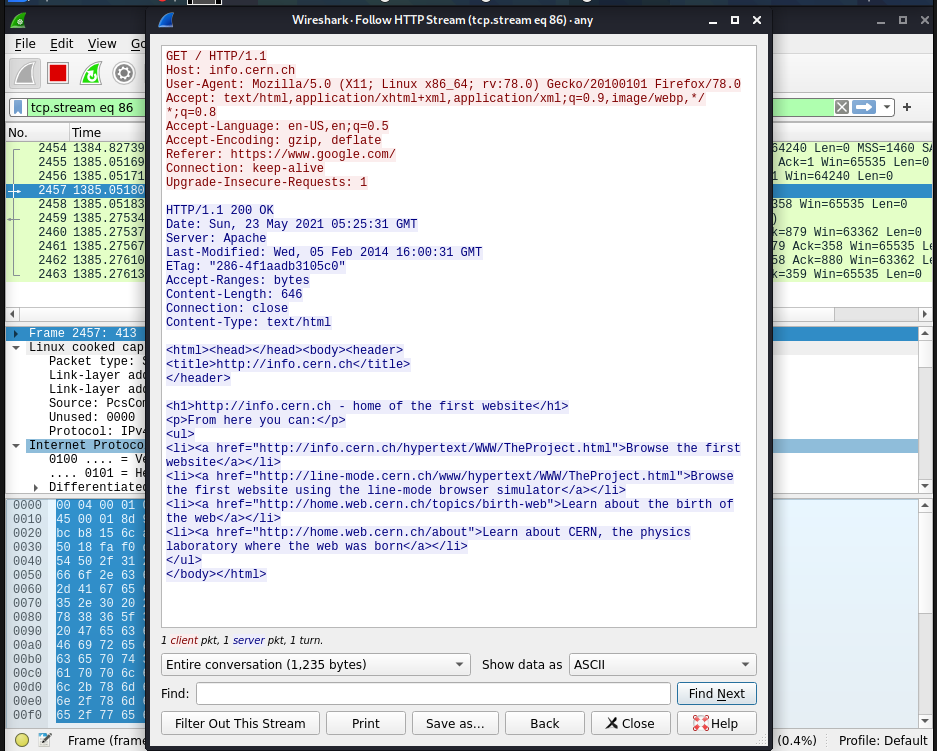 Wireshark · Follow HTTP Stream (tcp.stream eq 86) · any
File Edit View Go
tcp.stream eq 86
No. Time
2454 1384.82739 64240 Len=0 MSS=1460 SA
2455 1385.05169 Ack=1 Win=65535 Len=0
2456 1385.05171 1 Win=64240 Len=0
2457 1385.05180
2458 1385.05183 358 Win=65535 Len=0
2459 1385.27534 )
2460 1385.27537 k=879 Win=63362 Len=0
2461 1385.27567 79 Ack=358 Win=65535 Le
2462 1385.27610 58 Ack=880 Win=63362 Le
2463 1385.27613 k=359 Win=65535 Len=0
Frame 2457: 413
Linux cooked cap
Packet type: S
Link-layer add
Link-layer add
Source: PcsCom
Unused: 0000
Protocol: IPv4
Internet Protoco
0100 .... = Ve
.... 0101 = He
Differentiated
0000 00 04 00 01 0
0010 45 00 01 8d
0020 bc b8 15 6c a
0030 50 18 fa f0
0040 54 50 2f 31 2
0050 66 6f 2e 63 6
0060 2d 41 67 65 6
0070 35 2e 30 20 2
0080 78 38 36 5f 3
0090 20 47 65 63 6
00a0 46 69 72 65 6
00b0 63 65 70 74 3
00c0 61 70 70 6c 6
00d0 6c 2b 78 6d 6
00e0 6e 2f 78 6d 6
00f0 65 2f 77 65 6
GET / HTTP/1.1
Host: info.cern.ch
User-Agent: Mozilla/5.0 (X11; Linux x86_64; rv:78.0) Gecko/20100101 Firefox/78.0
Accept: text/html,application/xhtml+xml,application/xml;q=0.9,image/webp,*/
*;q=0.8
Accept-Language: en-US,en;q=0.5
Accept-Encoding: gzip, deflate
Referer: https://www.google.com/
Connection: keep-alive
Upgrade-Insecure-Requests: 1
HTTP/1.1 200 OK
Date: Sun, 23 May 2021 05:25:31 GMT
Server: Apache
Last-Modified: Wed, 05 Feb 2014 16:00:31 GMT
ETag: "286-4f1aadb3105c0"
Accept-Ranges: bytes
Content-Length: 646
Connection: close
Content-Type: text/html
<html><head></head><body><header>
<title>http://info.cern.ch</title>
</header>
<h1>http://info.cern.ch - home of the first website</h1>
<p>From here you can:</p>
<ul>
<li><a href="http://info.cern.ch/hypertext/WWW/TheProject.html">Browse the first
website</a></li>
<li><a href="http://line-mode.cern.ch/www/hypertext/WWW/TheProject.html">Browse
the first website using the line-mode browser simulator</a></li>
<li><a href="http://home.web.cern.ch/topics/birth-web">Learn about the birth of
the web</a></li>
<li><a href="http://home.web.cern.ch/about">Learn about CERN, the physics
laboratory where the web was born</a></li>
</ul>
</body></html>
1 client pkt, 1 server pkt, 1 turn.
Entire conversation (1,235 bytes) Show data as ASCII
Find: Find Next
Filter Out This Stream Print Save as... Back Close Help
Frame (frame (0.4%) Profile: Default